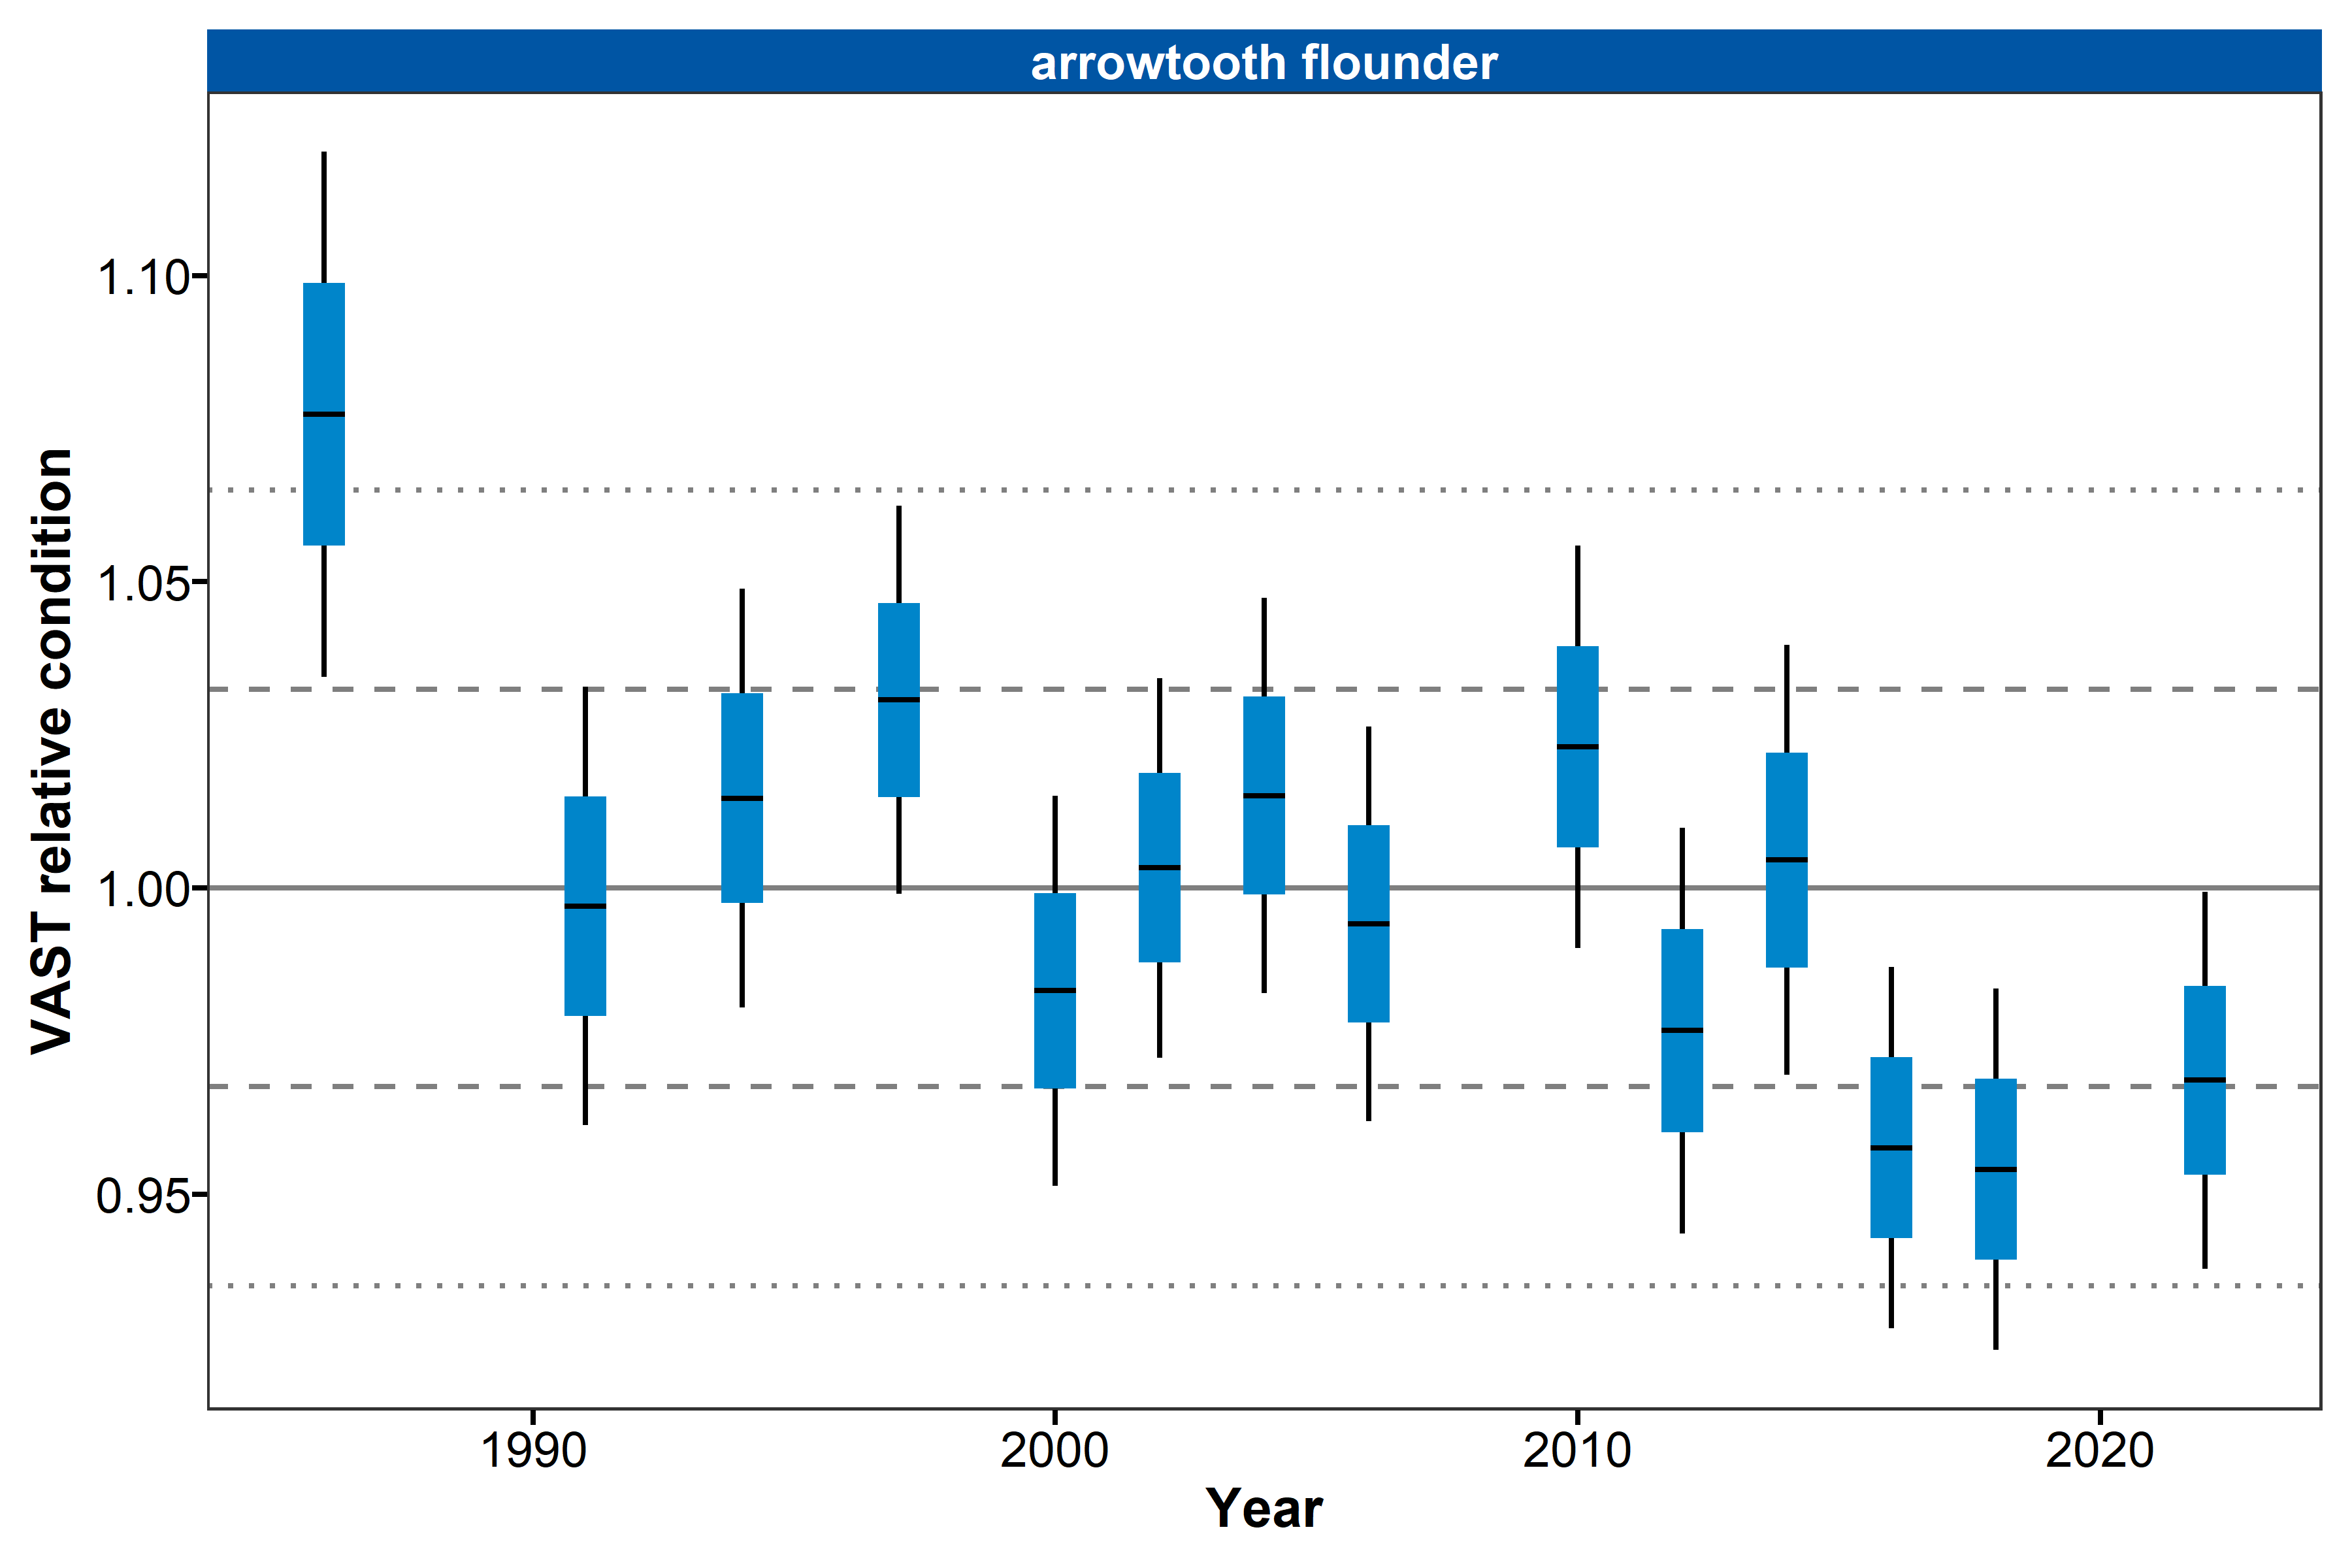 arrowtooth flounder
VAST relative condition
1.10
1.05
1.00
0.95
1990 2000 2010 2020
Year